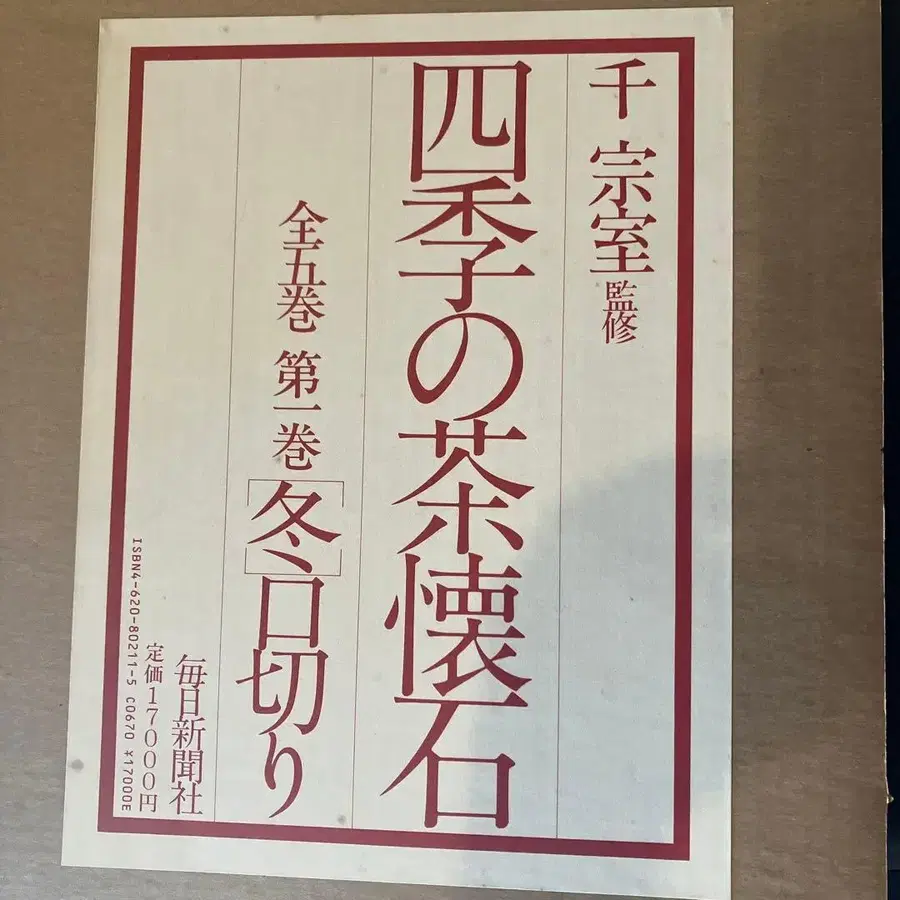 千 宗室 監修
四季の茶懐石
全五巻 第一巻 [冬] 口切り
毎日新聞社
定価17000円
ISBN4-620-80211-5 C0670 ¥17000E